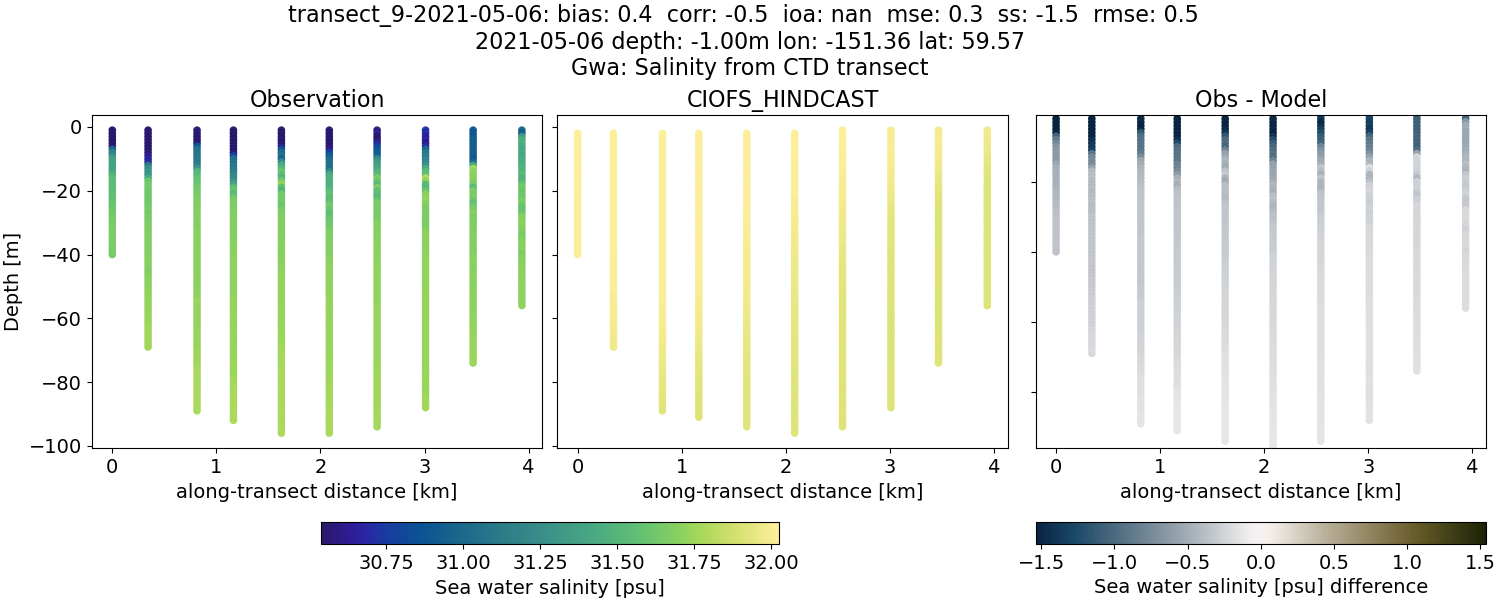 transect_9-2021-05-06: bias: 0.4  corr: -0.5  ioa: nan  mse: 0.3  ss: -1.5  rmse: 0.5
2021-05-06 depth: -1.00m lon: -151.36 lat: 59.57
Gwa: Salinity from CTD transect
Observation
CIOFS_HINDCAST
Obs - Model
Depth [m]
0
−20
−40
−60
−80
−100
0 1 2 3 4
0 1 2 3 4
0 1 2 3 4
along-transect distance [km]
along-transect distance [km]
along-transect distance [km]
30.75 31.00 31.25 31.50 31.75 32.00
Sea water salinity [psu]
−1.5 −1.0 −0.5 0.0 0.5 1.0 1.5
Sea water salinity [psu] difference